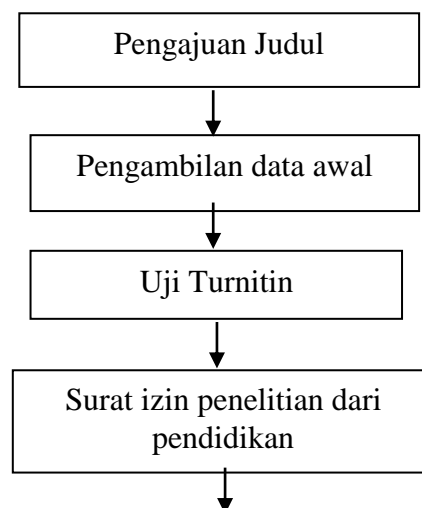 Pengajuan Judul
Pengambilan data awal
Uji Turnitin
Surat izin penelitian dari
pendidikan